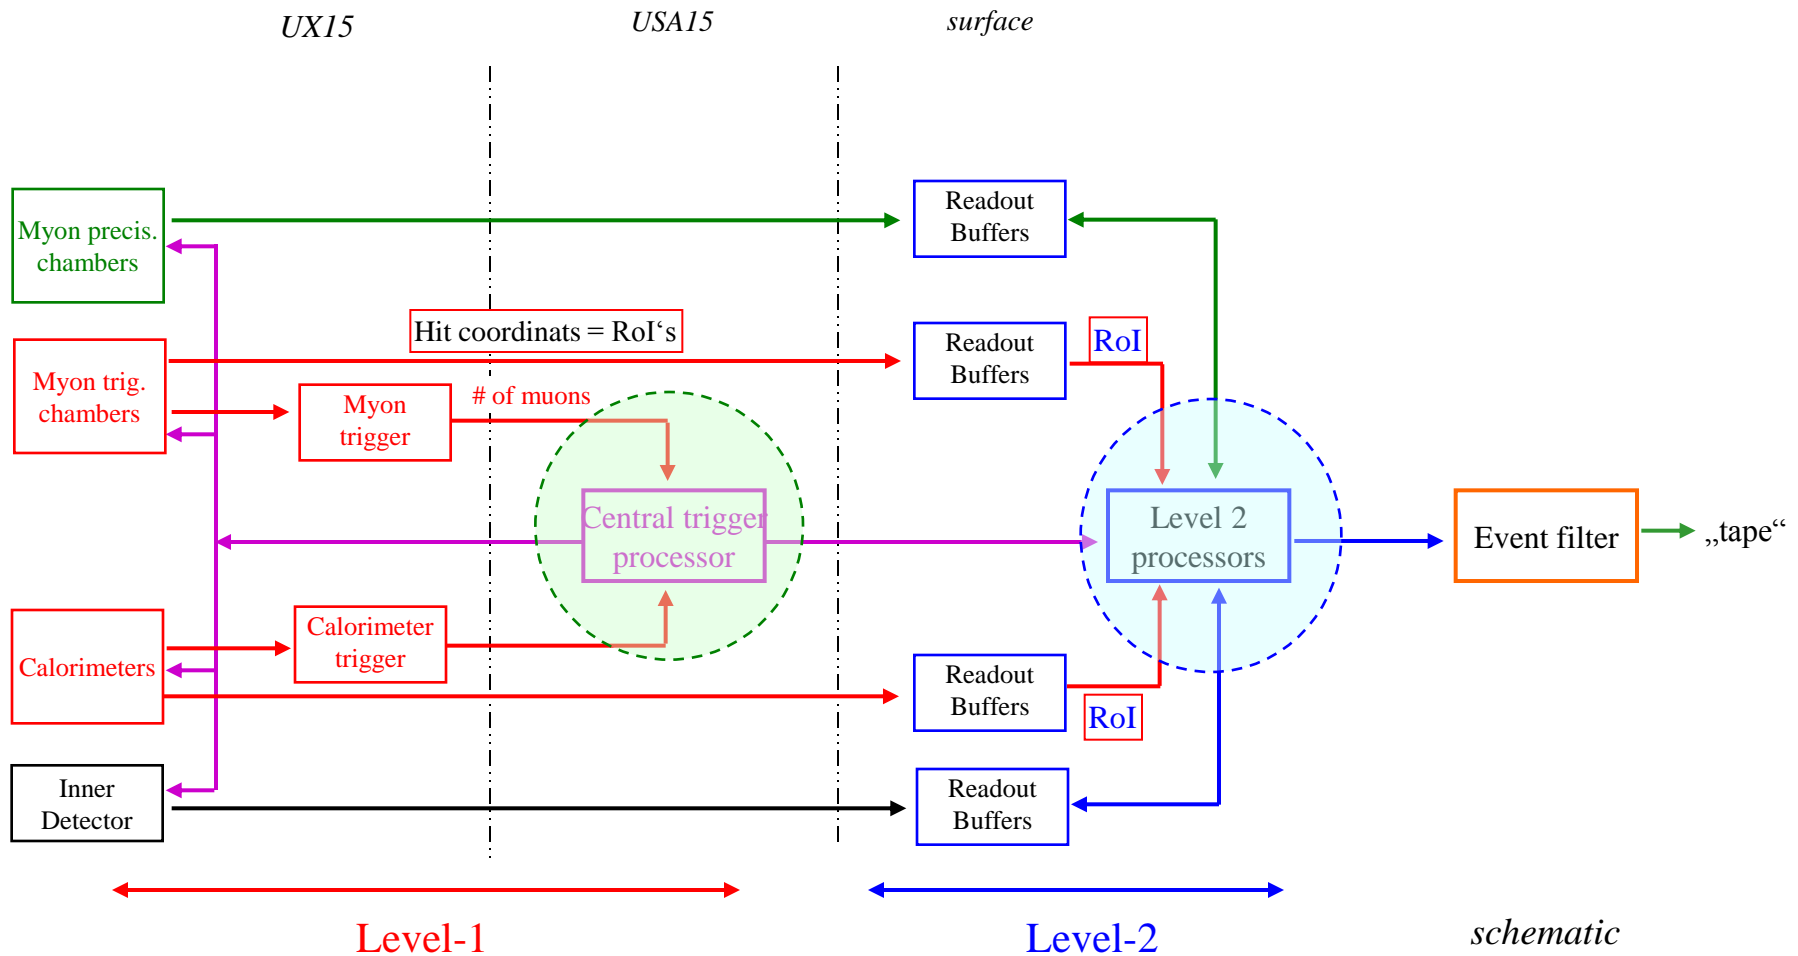 UX15
USA15
surface
Myon precis.
chambers
Readout
Buffers
Hit coordinats = RoI‘s
Readout
Buffers
RoI
Myon trig.
chambers
Myon
trigger
# of muons
Central trigger
processor
Level 2
processors
Event filter
„tape“
Calorimeters
Calorimeter
trigger
Readout
Buffers
RoI
Inner
Detector
Readout
Buffers
Level-1
Level-2
schematic